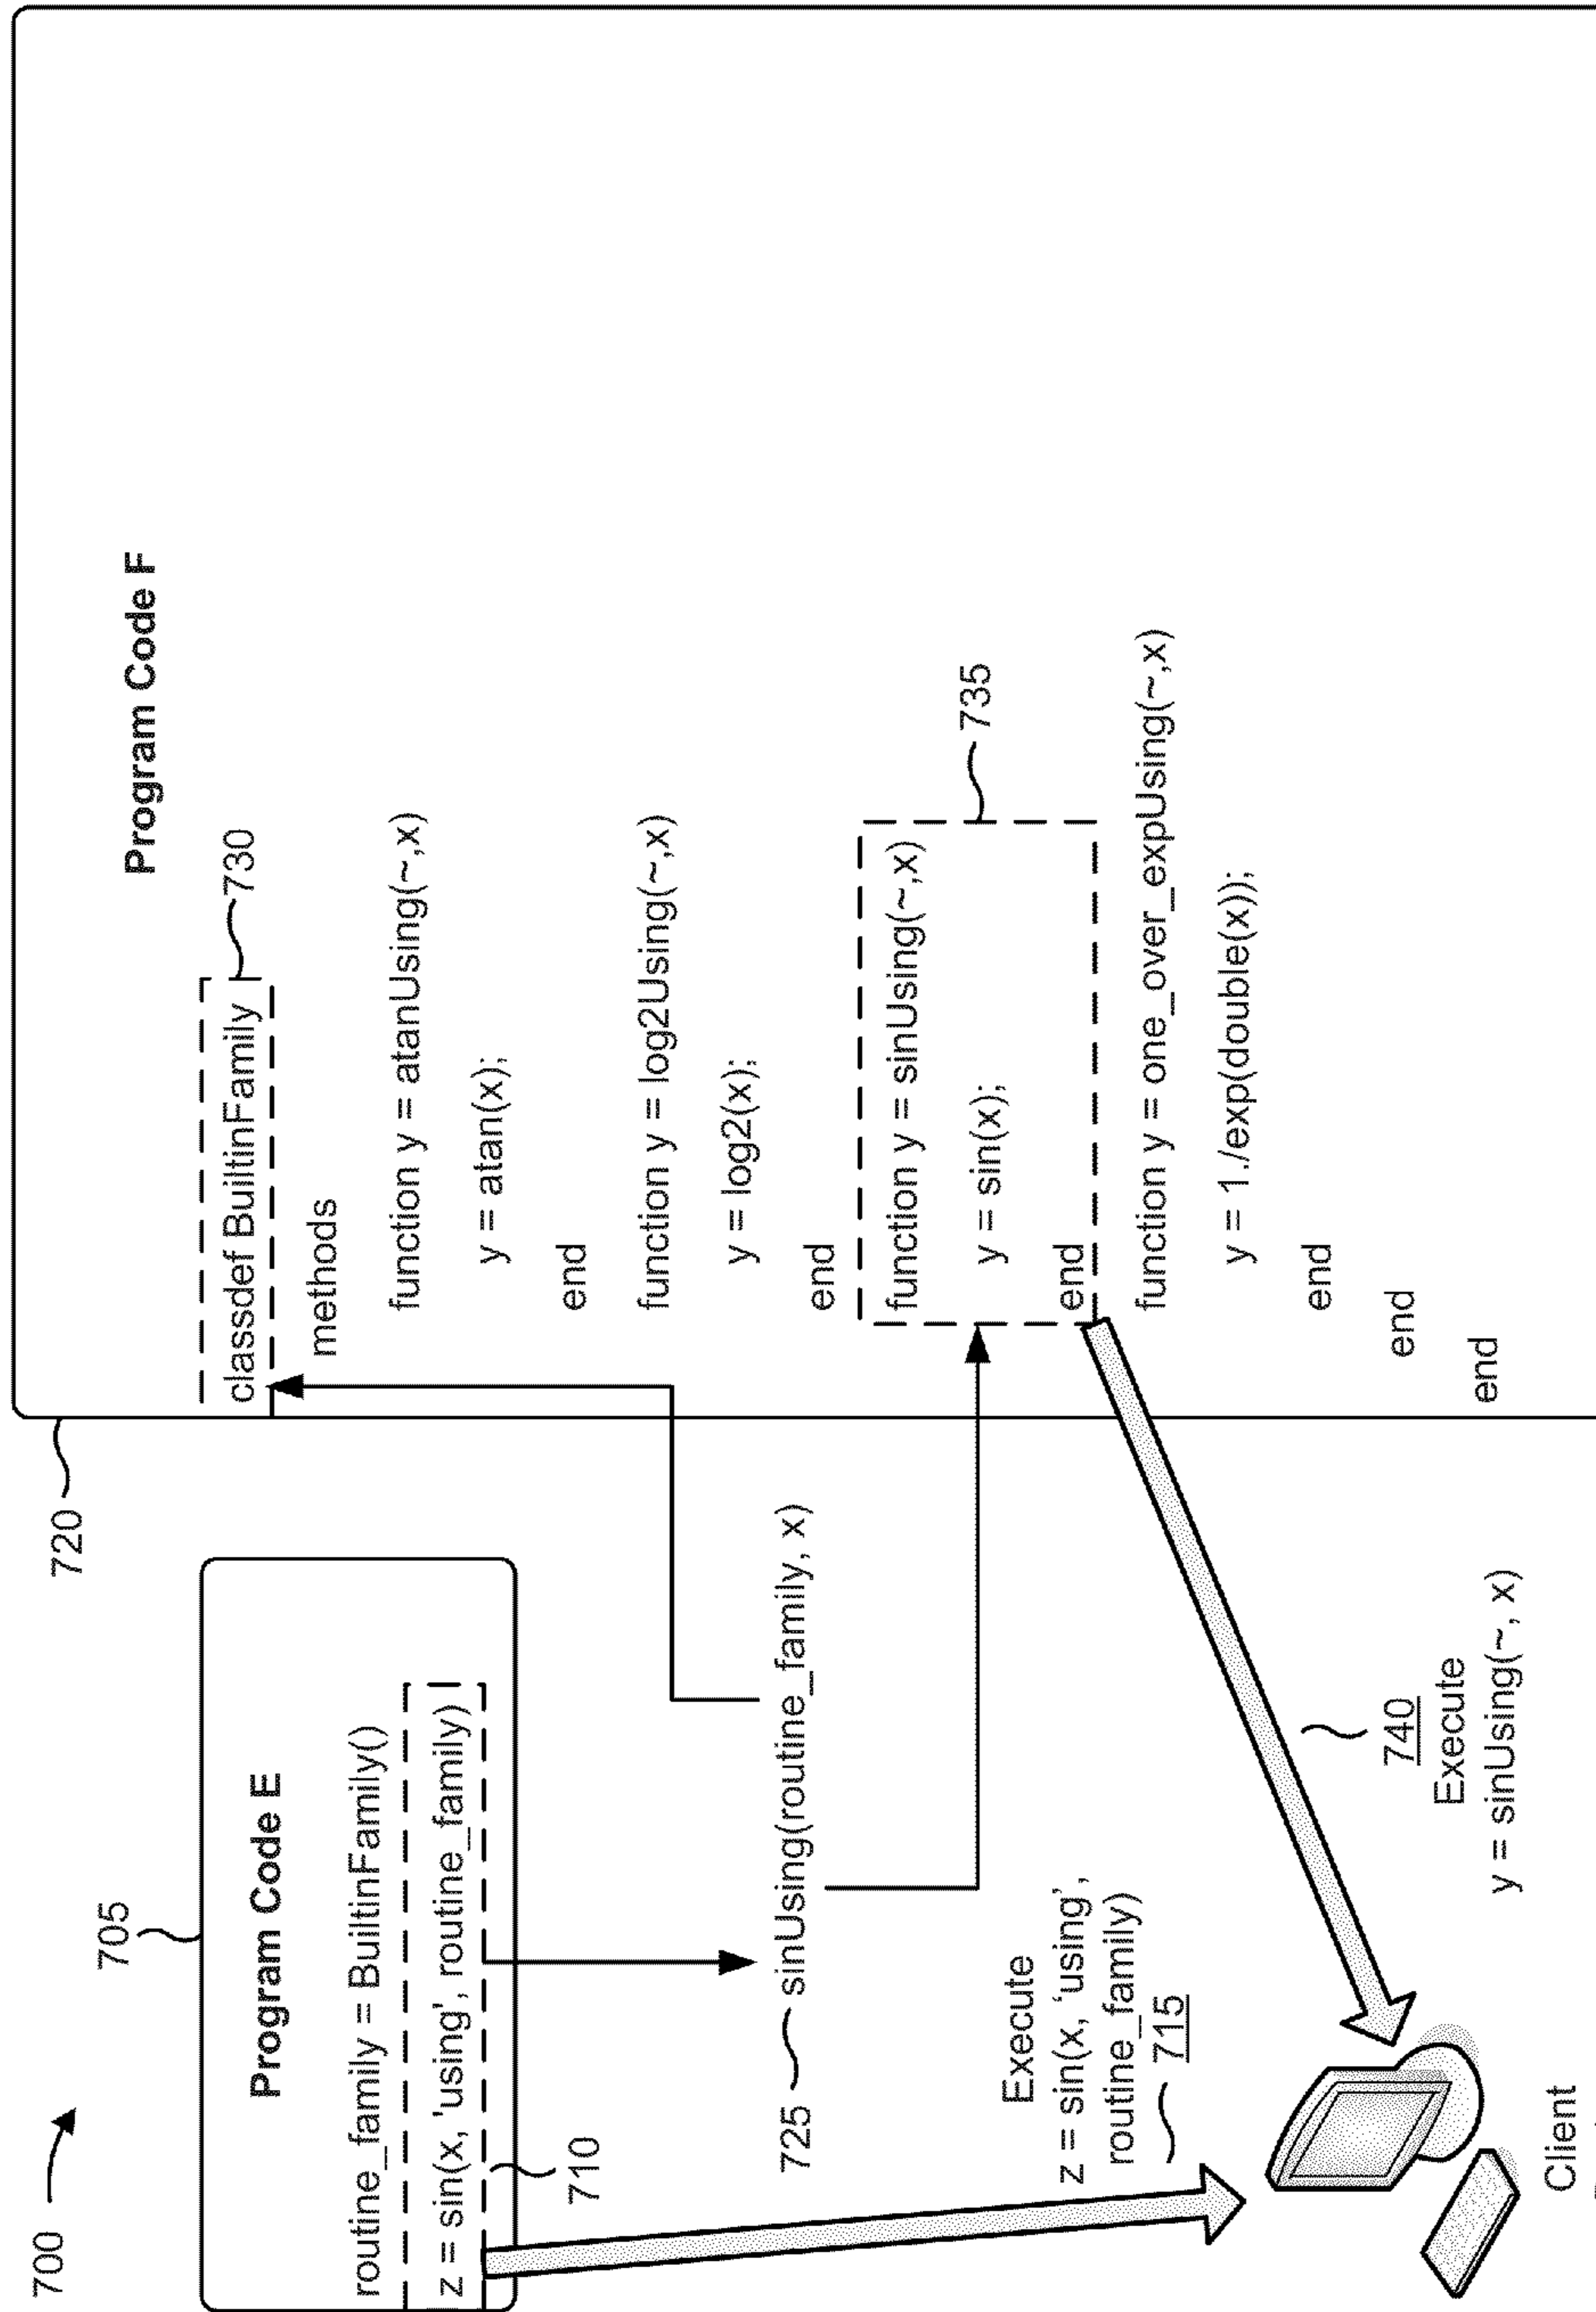 700
705
Program Code E
routine_family = BuiltinFamily()
z = sin(x, 'using', routine_family)
710
725
sinUsing(routine_family, x)
Execute
z = sin(x, ‘using’,
routine_family)
715
Client
720
Program Code F
classdef BuiltinFamily
730
methods
function y = atanUsing(~,x)
y = atan(x);
end
function y = log2Using(~,x)
y = log2(x);
end
function y = sinUsing(~,x)
735
y = sin(x);
end
function y = one_over_expUsing(~,x)
y = 1./exp(double(x));
end
end
end
740
Execute
y = sinUsing(~, x)